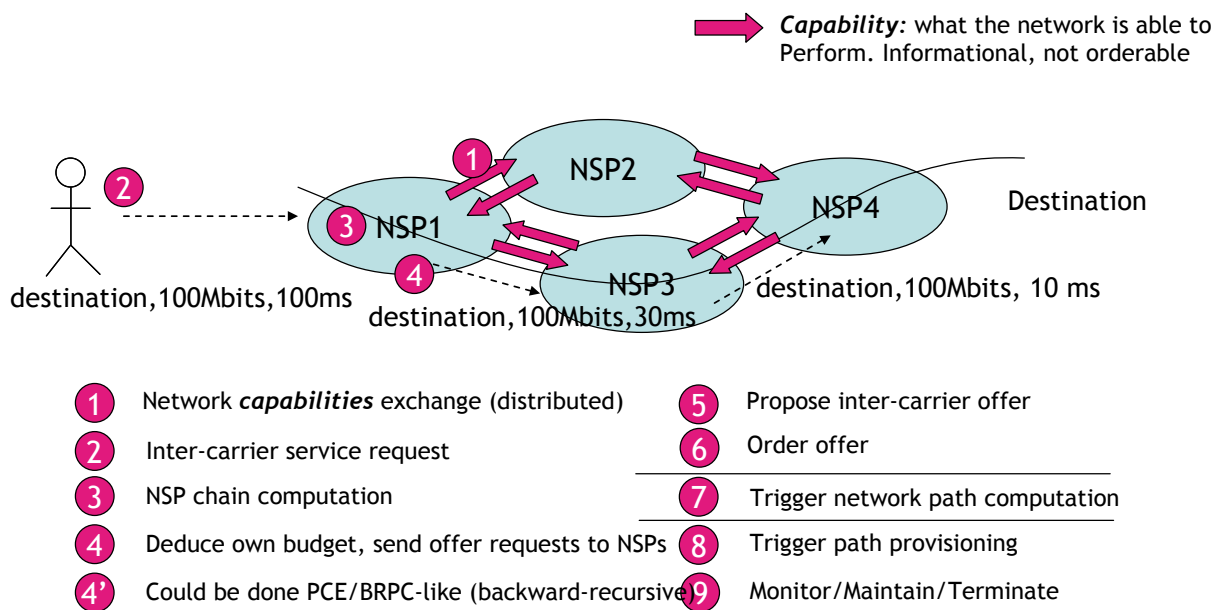 Capability: what the network is able to
Perform. Informational, not orderable
1
NSP2
2
3
NSP1
NSP4
Destination
4
NSP3
destination,100Mbits,100ms
destination,100Mbits, 10 ms
destination,100Mbits,30ms
1 Network capabilities exchange (distributed)
2 Inter-carrier service request
3 NSP chain computation
4 Deduce own budget, send offer requests to NSPs
4’ Could be done PCE/BRPC-like (backward-recursive)
5 Propose inter-carrier offer
6 Order offer
7 Trigger network path computation
8 Trigger path provisioning
9 Monitor/Maintain/Terminate